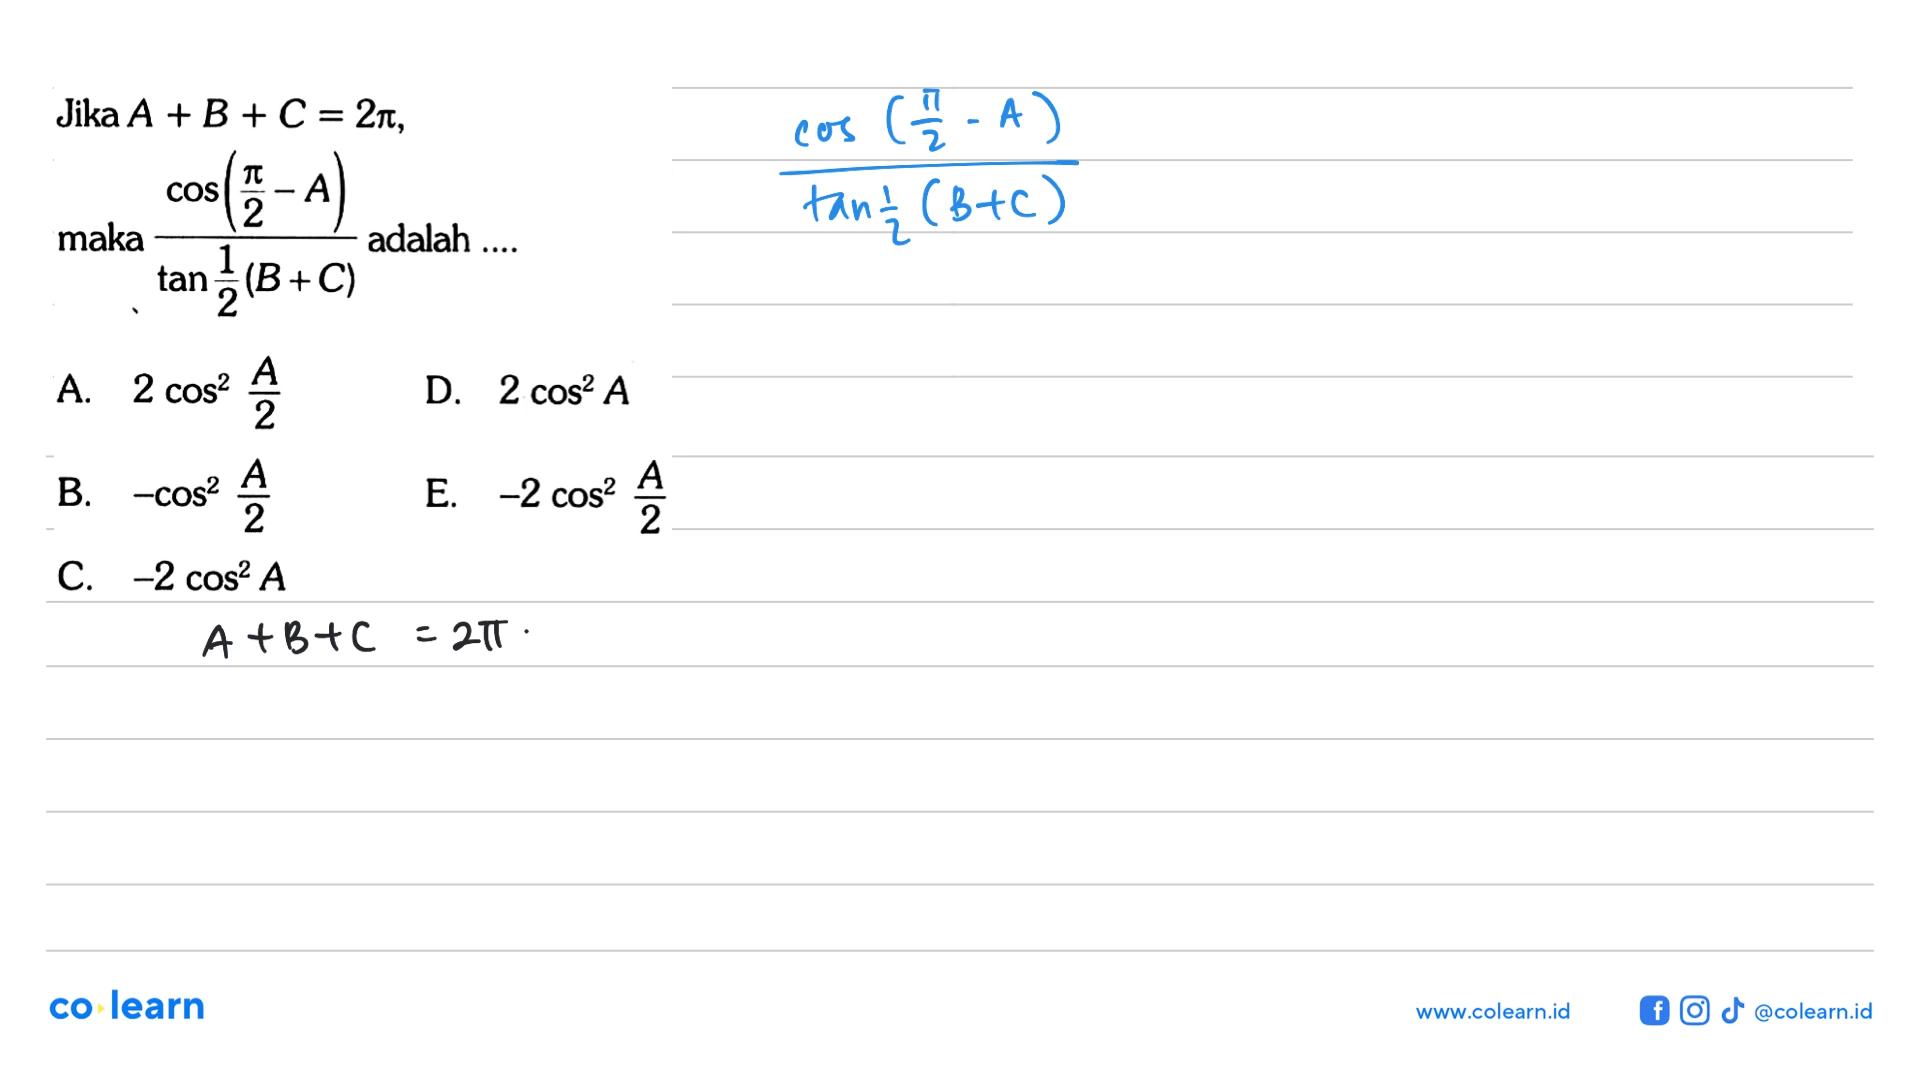 Jika A + B + C = 2π,
maka cos(π/2 – A) / tan 1/2 (B + C) adalah ....
A. 2 cos² A/2
D. 2 cos² A
B. –cos² A/2
E. –2 cos² A/2
C. –2 cos² A
A + B + C = 2π
cos (π/2 - A)
tan 1/2 (B+C)
co learn
www.colearn.id
@colearn.id